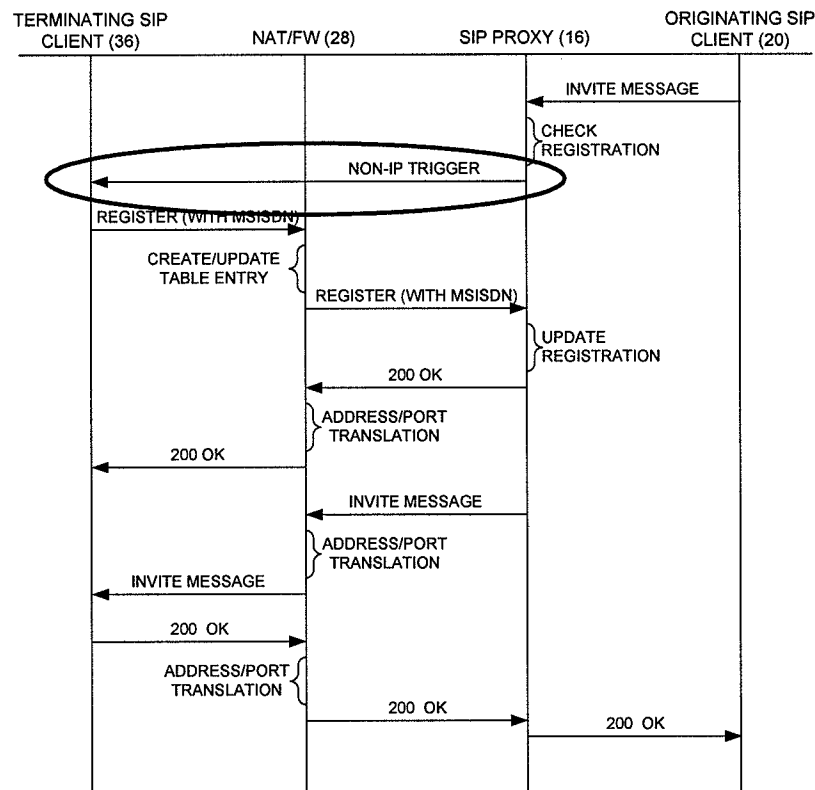 TERMINATING SIP
CLIENT (36)
NAT/FW (28)
SIP PROXY (16)
ORIGINATING SIP
CLIENT (20)
INVITE MESSAGE
CHECK
REGISTRATION
NON-IP TRIGGER
REGISTER (WITH MSISDN)
CREATE/UPDATE
TABLE ENTRY
REGISTER (WITH MSISDN)
UPDATE
REGISTRATION
200 OK
ADDRESS/PORT
TRANSLATION
200 OK
INVITE MESSAGE
ADDRESS/PORT
TRANSLATION
INVITE MESSAGE
200 OK
ADDRESS/PORT
TRANSLATION
200 OK
200 OK